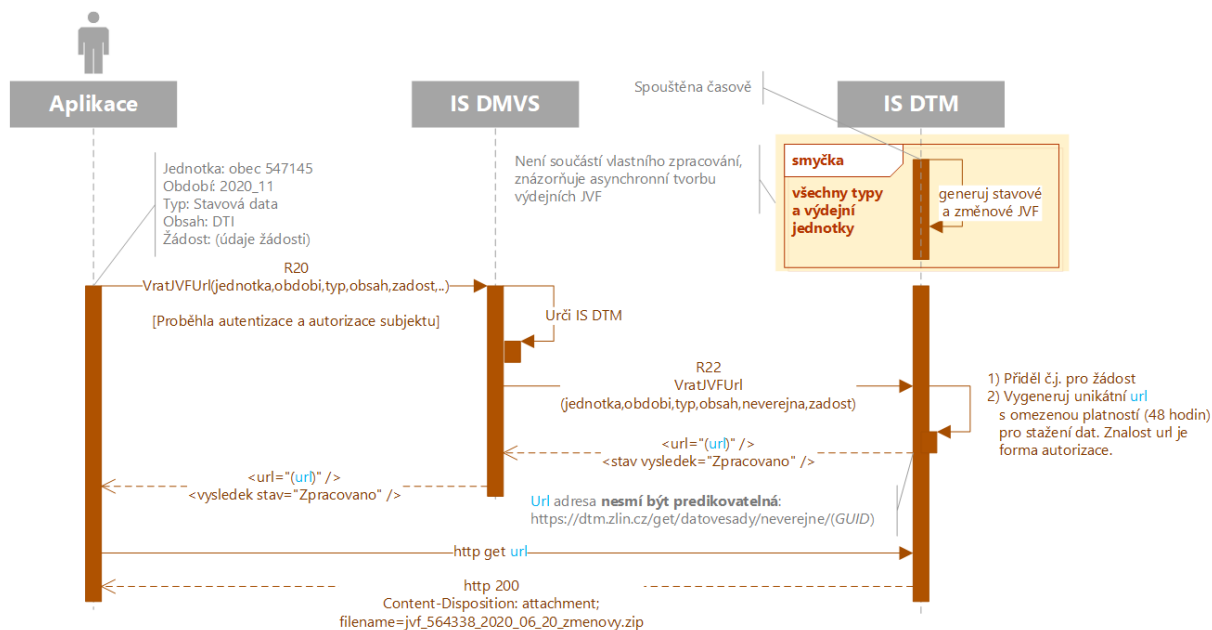 Spouštěna časově
Aplikace
IS DMVS
IS DTM
Jednotka: obec 547145
Období: 2020_11
Typ: Stavová data
Obsah: DTI
Žádost: (údaje žádosti)
Není součástí vlastního zpracování,
znázorňuje asynchronní tvorbu
výdejních JVF
smyčka
všechny typy
a výdejní
jednotky
generuj stavové
a změnové JVF
R20
VratJVFUrl(jednotka,obdobi,typ,obsah,zadost,..)
[Proběhla autentizace a autorizace subjektu]
Urči IS DTM
R22
VratJVFUrl
(jednotka,obdobi,typ,obsah,neverejna,zadost)
1) Přiděl č.j. pro žádost
2) Vygeneruj unikátní url
s omezenou platností (48 hodin)
pro stažení dat. Znalost url je
forma autorizace.
<url="(url)" />
<stav vysledek="Zpracovano" />
<url="(url)" />
<vysledek stav="Zpracovano" />
Url adresa nesmí být predikovatelná:
https://dtm.zlin.cz/get/datovesady/neverejne/(GUID)
http get url
http 200
Content-Disposition: attachment;
filename=jvf_564338_2020_06_20_zmenovy.zip